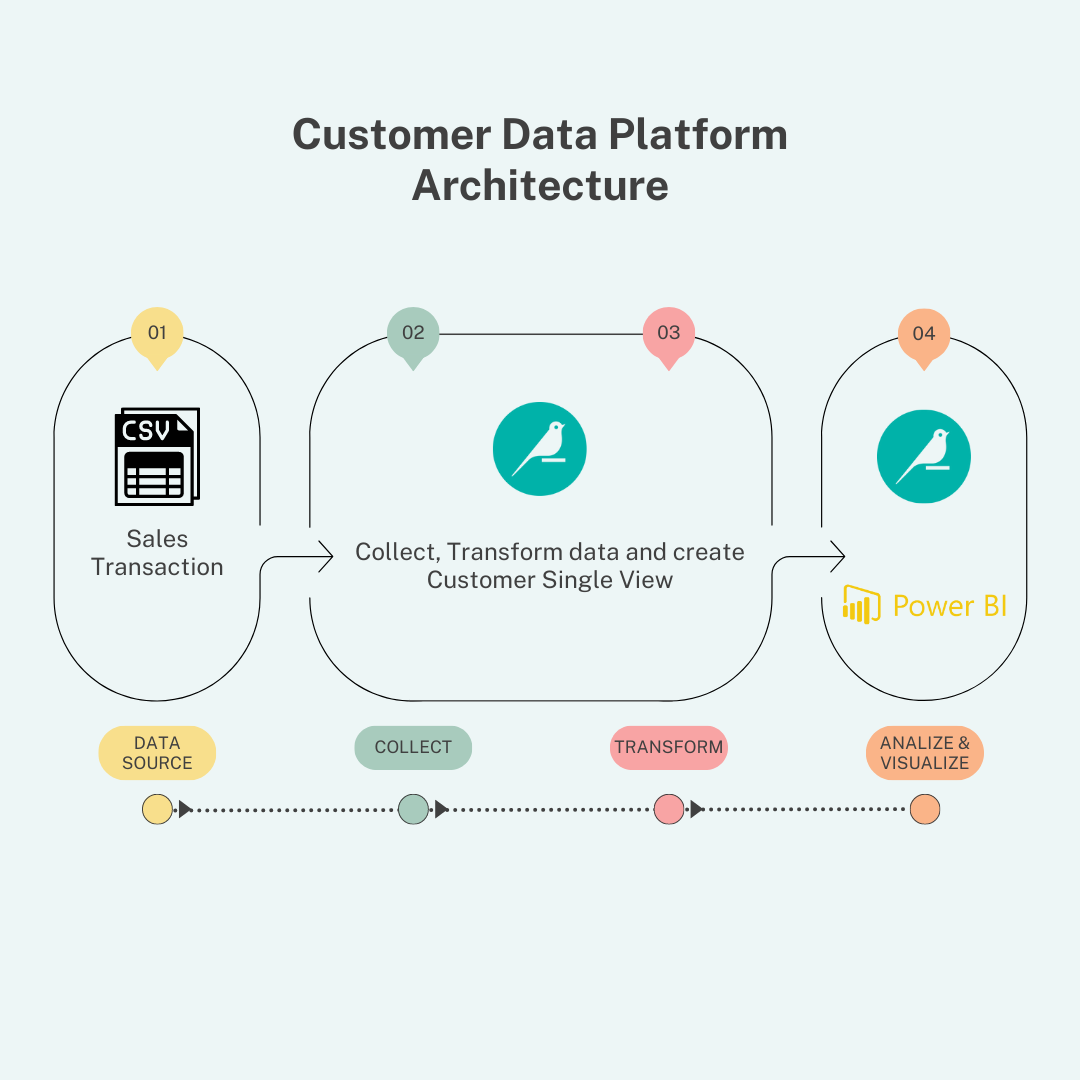 Customer Data Platform
Architecture
01
02
03
04
CSV
Sales
Transaction
Collect, Transform data and create
Customer Single View
Power BI
DATA
SOURCE
COLLECT
TRANSFORM
ANALIZE &
VISUALIZE